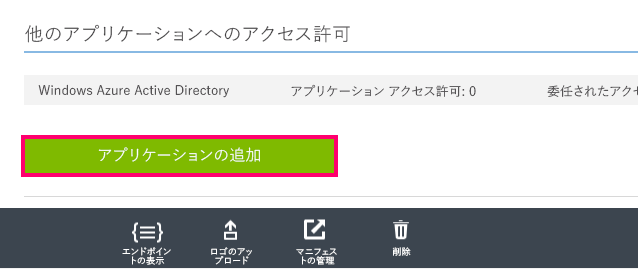 他のアプリケーションへのアクセス許可
Windows Azure Active Directory アプリケーション アクセス許可: 0 委任されたアクセ
アプリケーションの追加
エンドポイン
トの表示
ロゴのアッ
プロード
マニフェス
トの管理
削除